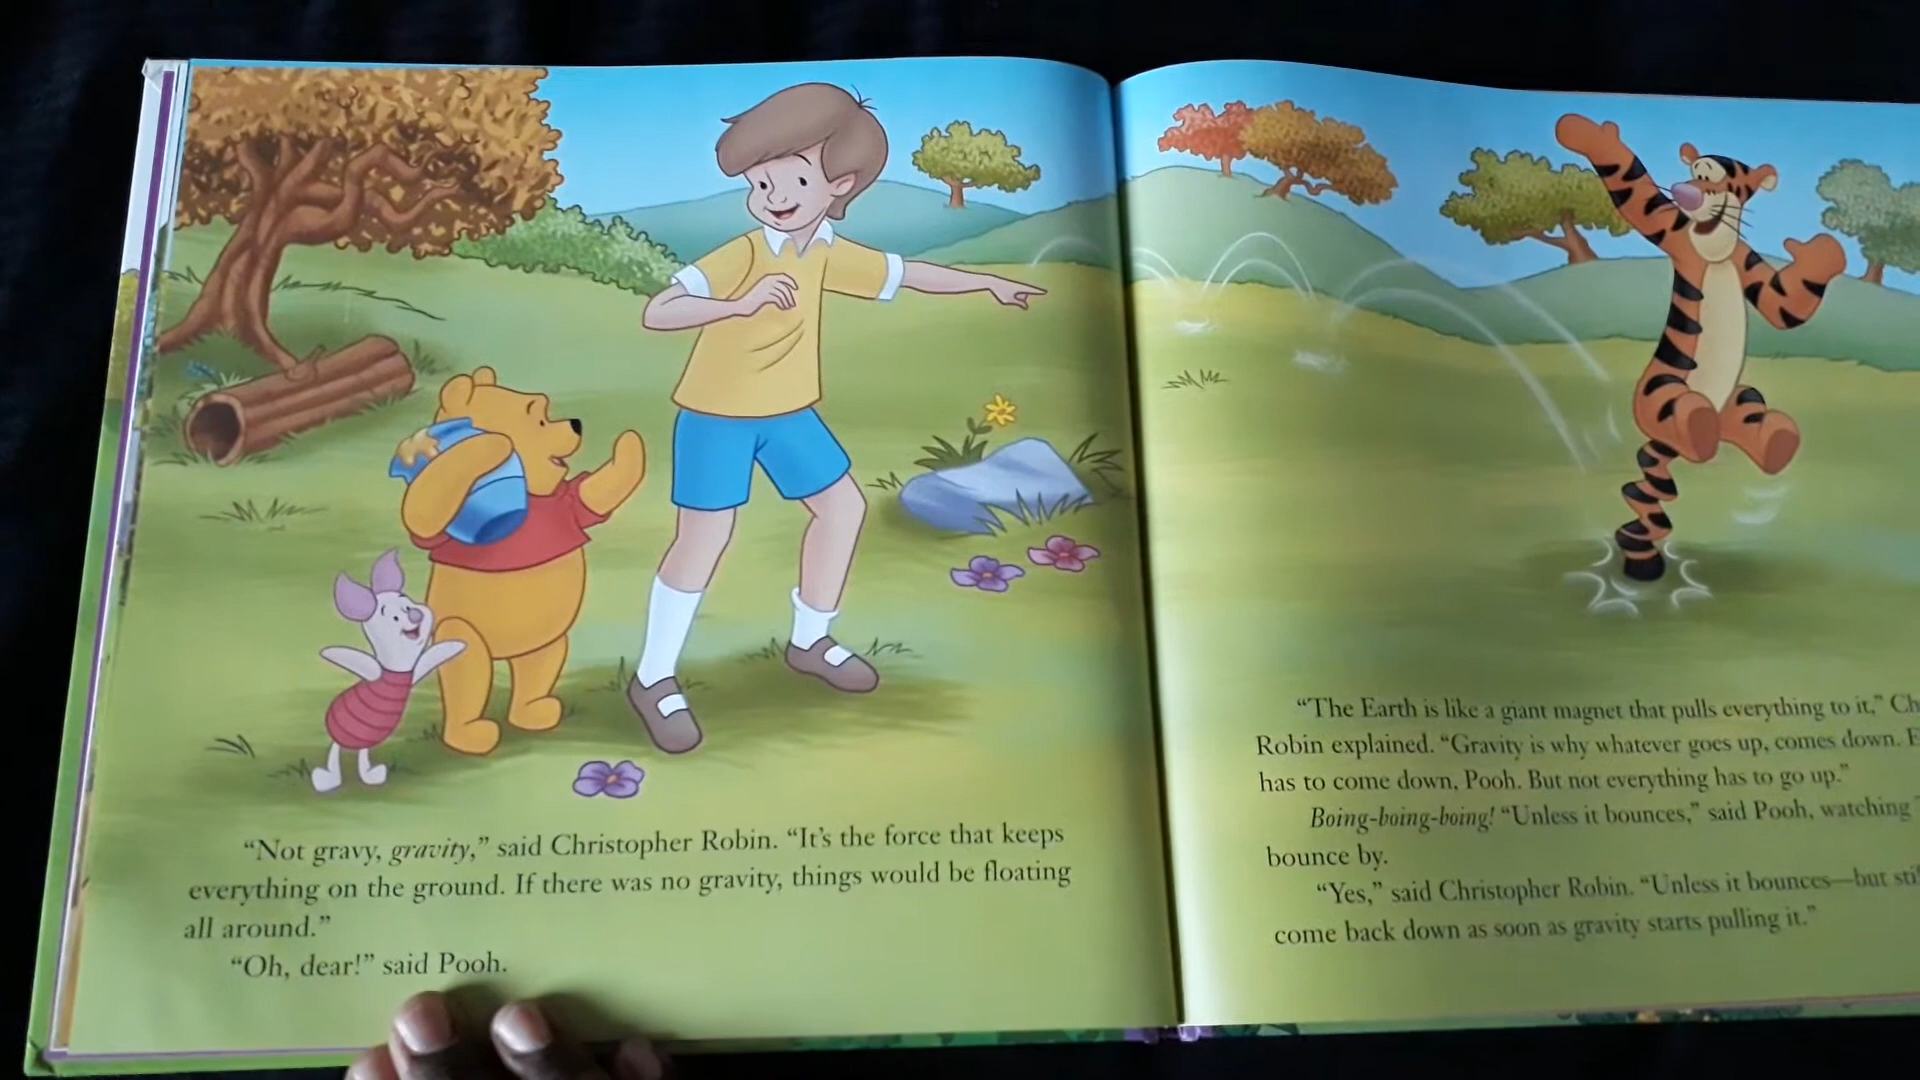 “Not gravy, gravity,” said Christopher Robin. “It’s the force that keeps
everything on the ground. If there was no gravity, things would be floating
all around.”
“Oh, dear!” said Pooh.
“The Earth is like a giant magnet that pulls everything to it,”
Robin explained. “Gravity is why whatever goes up, comes down.
has to come down, Pooh. But not everything has to go up.”
Boing-boing-boing! “Unless it bounces,” said Pooh, watching
bounce by.
“Yes,” said Christopher Robin. “Unless it bounces—but
come back down as soon as gravity starts pulling it.”